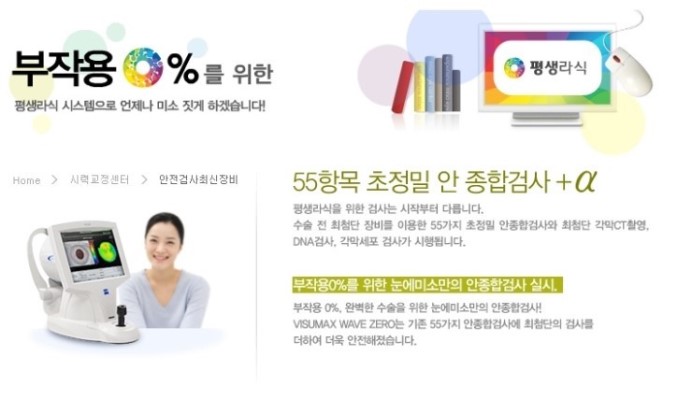 부작용 0%를 위한
평생라식 시스템으로 언제나 미소 짓게 하겠습니다!
평생라식
Home > 시력교정센터 > 안전검사최신장비
55항목 초정밀 안 종합검사 +α
평생라식을 위한 검사는 시작부터 다릅니다.
수술 전 최첨단 장비를 이용한 55가지 초정밀 안종합검사와 최첨단 각막CT촬영,
DNA검사, 각막세포 검사가 시행됩니다.
부작용0%를 위한 눈에미소만의 안종합검사 실시.
부작용 0%, 완벽한 수술을 위한 눈에미소만의 안종합검사!
VISUMAX WAVE ZERO는 기존 55가지 안종합검사에 최첨단의 검사를
더하여 더욱 안전해졌습니다.